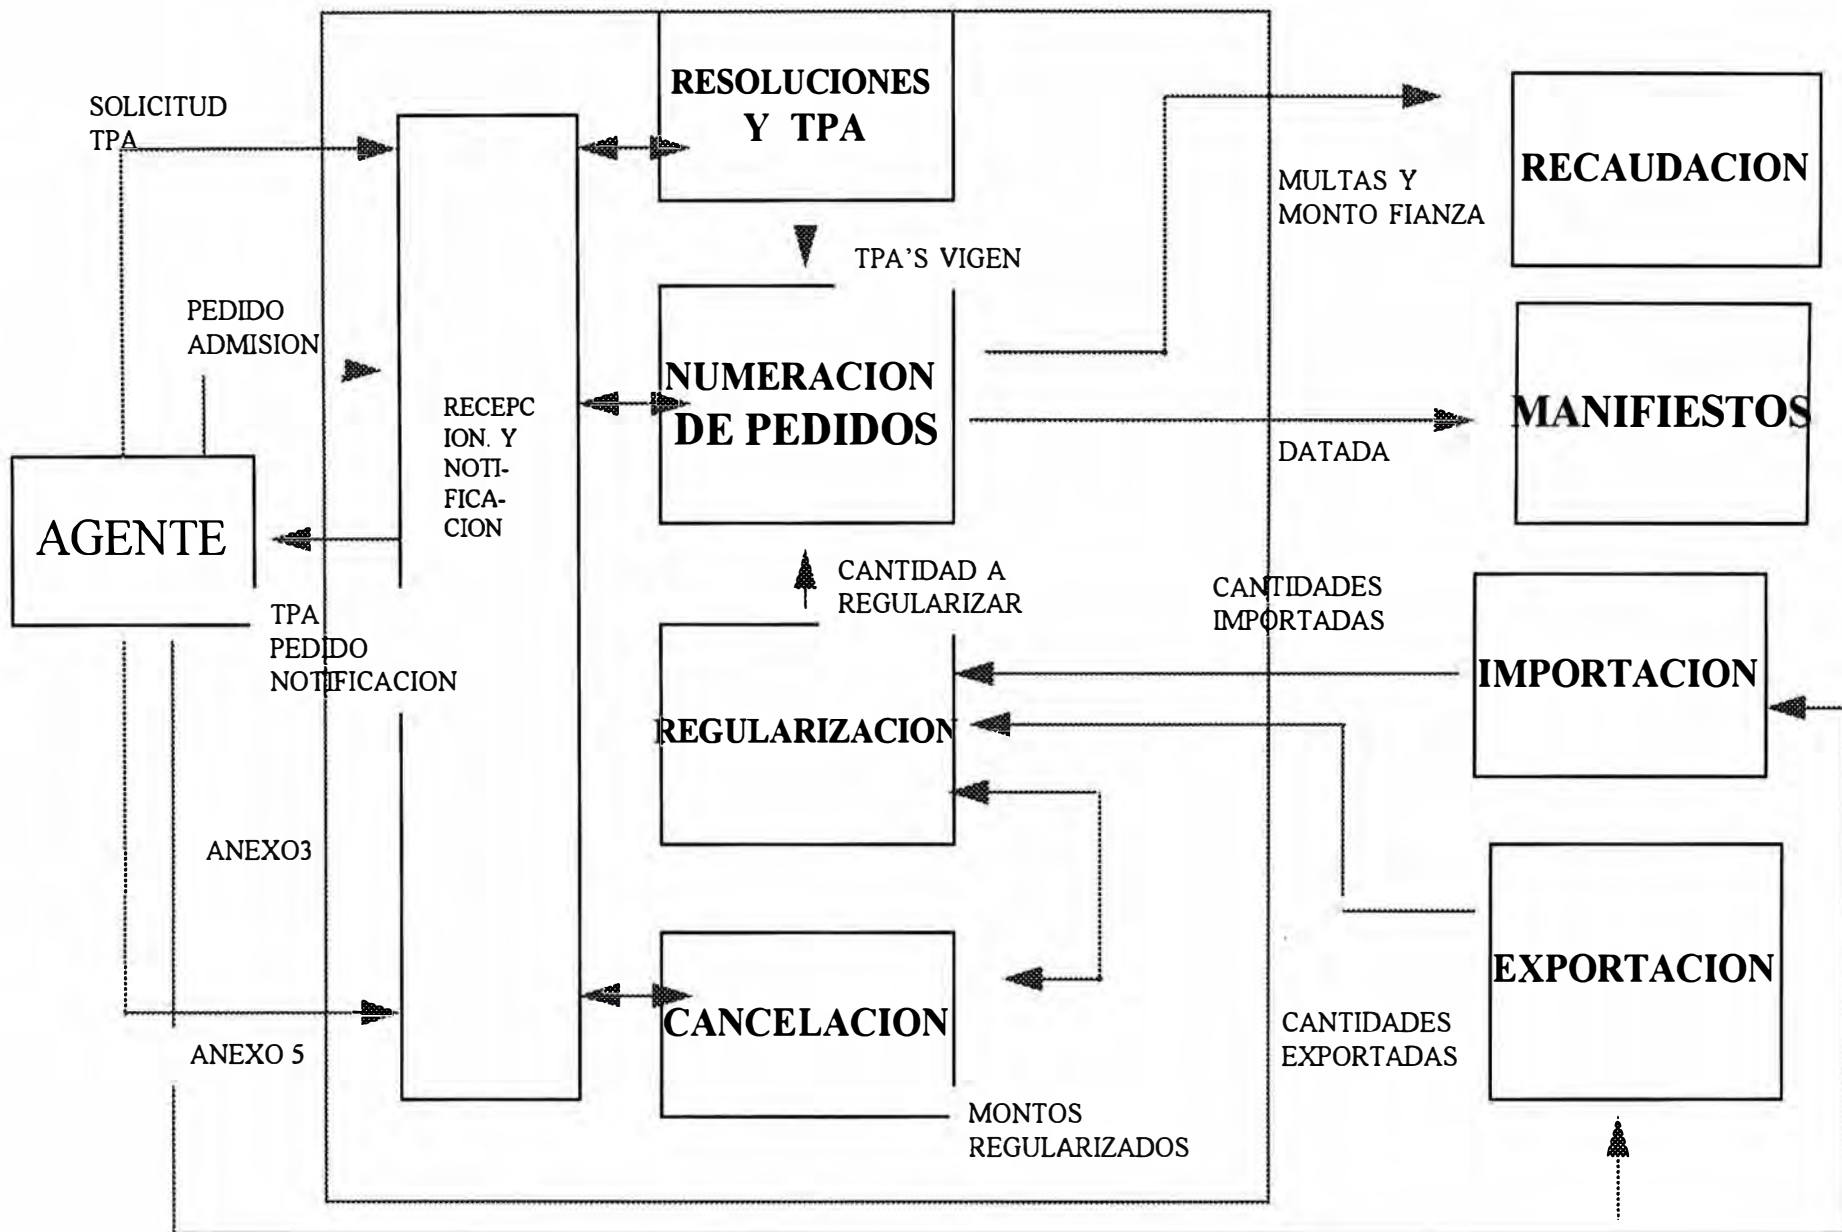 SOLICITUD
TPA
RESOLUCIONES
Y TPA
RECAUDACION
MULTAS Y
MONTO FIANZA
TPA'S VIGEN
PEDIDO
ADMISION
NUMERACION
DE PEDIDOS
MANIFIESTOS
DATADA
RECEPC
ION. Y
NOTI-
FICA-
CION
AGENTE
CANTIDAD A
REGULARIZAR
CANTIDADES
IMPORTADAS
TPA
PEDIDO
NOTIFICACION
IMPORTACION
REGULARIZACION
ANEXO3
EXPORTACION
CANCELACION
CANTIDADES
EXPORTADAS
ANEXO 5
MONTOS
REGULARIZADOS